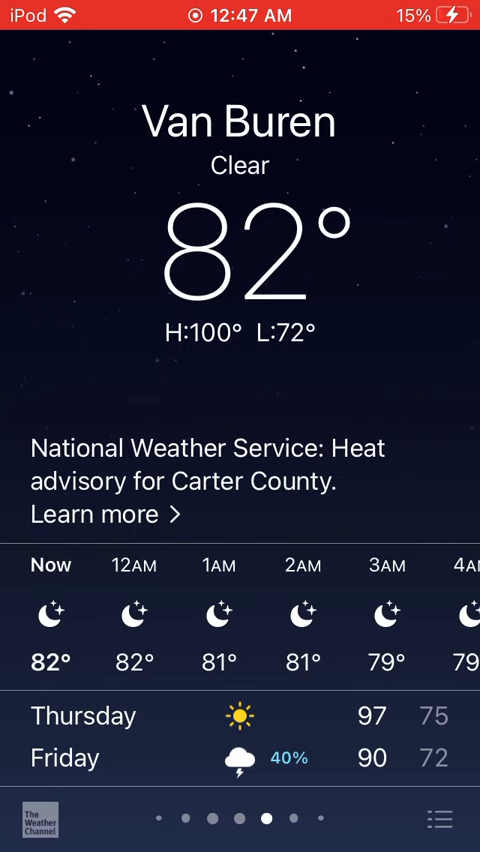 iPod 12:47 AM 15%
Van Buren
Clear
82°
H:100° L:72°
National Weather Service: Heat
advisory for Carter County.
Learn more >
Now 12AM 1AM 2AM 3AM 4A
82° 82° 81° 81° 79° 79
Thursday 97 75
Friday 40% 90 72
The
Weather
Channel